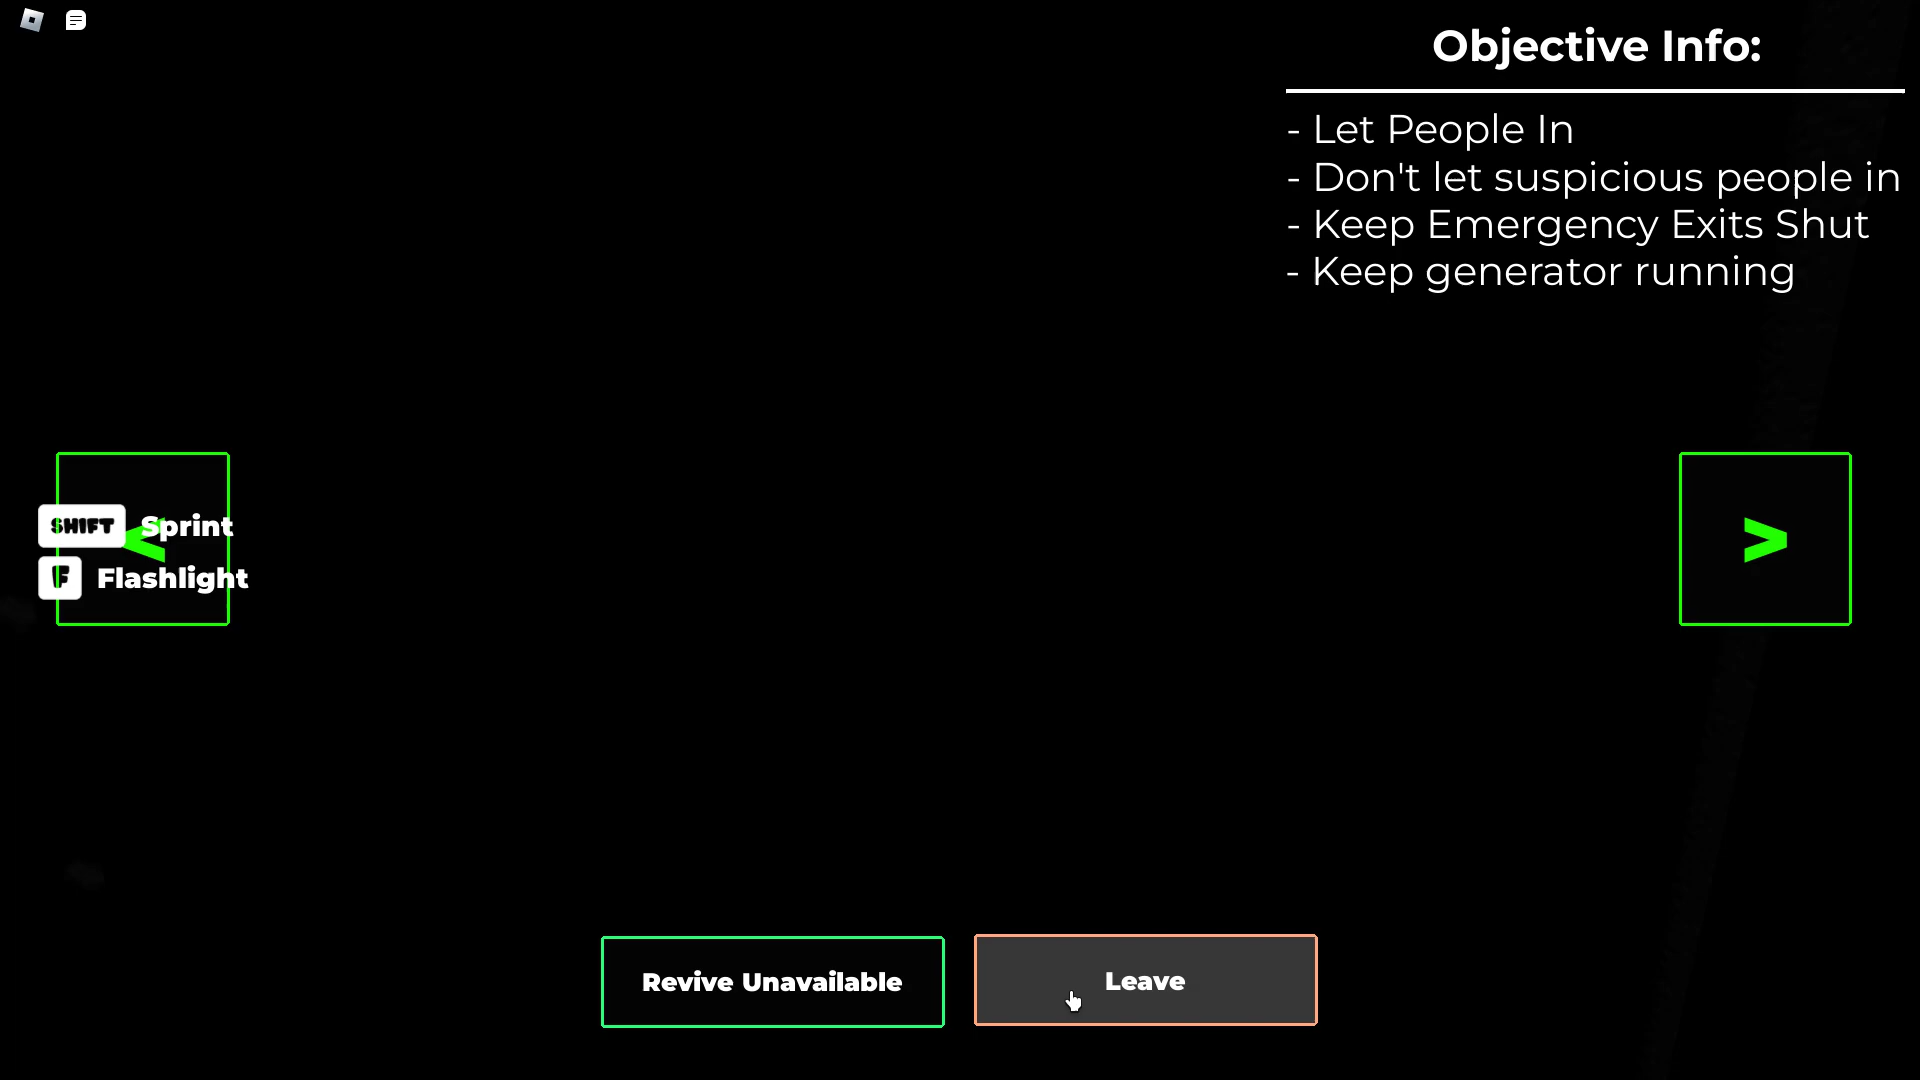 Objective Info:
- Let People In
- Don't let suspicious people in
- Keep Emergency Exits Shut
- Keep generator running
SHIFT Sprint
<
F Flashlight
>
Revive Unavailable
Leave